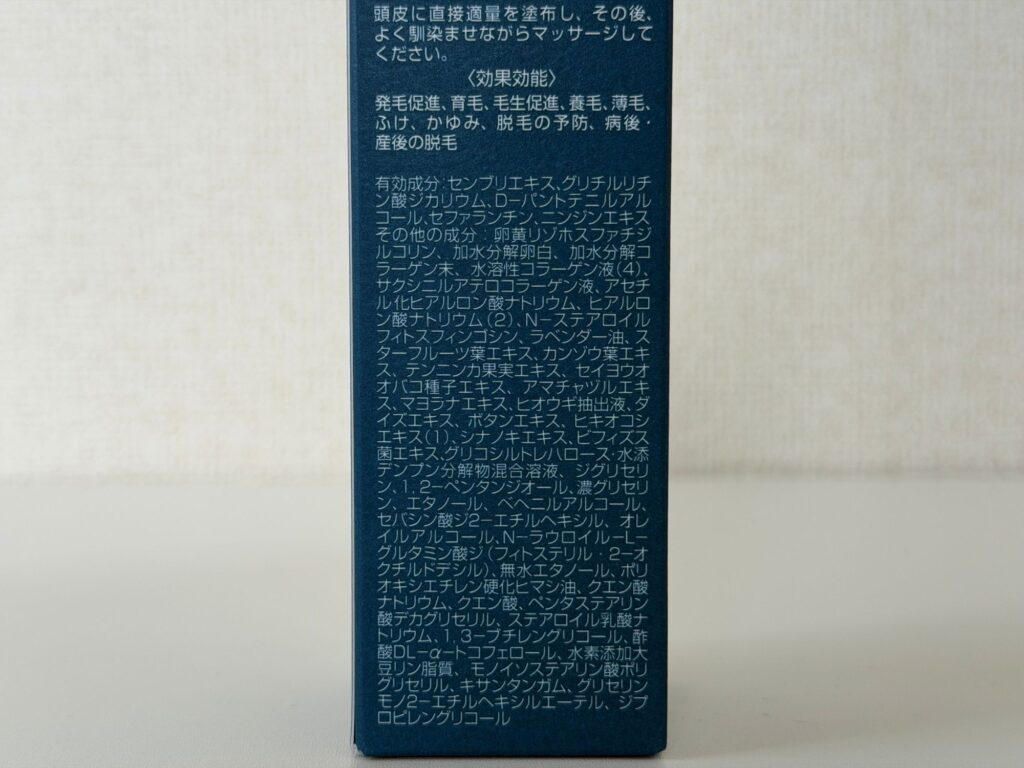 頭皮に直接適量を塗布し、その後、
よく馴染ませながらマッサージして
ください。
〈効果効能〉
発毛促進、育毛、毛生促進、養毛、薄毛、
ふけ、かゆみ、脱毛の予防、病後・
産後の脱毛
有効成分:センブリエキス、グリチルリチ
ン酸ジカリウム、D-パントテニルアル
コール、セファランチン、ニンジンエキス
その他の成分:卵黄リゾホスファチジ
ルコリン、加水分解卵白、加水分解コ
ラーゲン末、水溶性コラーゲン液(4)、
サクシニルアテロコラーゲン液、アセチ
ル化ヒアルロン酸ナトリウム、ヒアルロ
ン酸ナトリウム(2)、N-ステアロイル
フィトスフィンゴシン、ラベンダー油、ス
ターフルーツ葉エキス、カンゾウ葉エキ
ス、テンニンカ果実エキス、セイヨウオ
オバコ種子エキス、アマチャヅルエキ
ス、マヨラナエキス、ヒオウギ抽出液、ダ
イズエキス、ボタンエキス、ヒキオコシ
エキス(1)、シナノキエキス、ビフィズス
菌エキス、グリコシルトレハロース・水添
デンプン分解物混合溶液、ジグリセリ
ン、1,2-ペンタンジオール、濃グリセリ
ン、エタノール、ベヘニルアルコール、
セバシン酸ジ2-エチルヘキシル、オレ
イルアルコール、N-ラウロイル-L-
グルタミン酸ジ(フィトステリル・2-オ
クチルドデシル)、無水エタノール、ポリ
オキシエチレン硬化ヒマシ油、クエン酸
ナトリウム、クエン酸、ペンタステアリン
酸デカグリセリル、ステアロイル乳酸ナ
トリウム、1,3-ブチレングリコール、酢
酸DL-α-トコフェロール、水素添加大
豆リン脂質、モノイソステアリン酸ポリ
グリセリル、キサンタンガム、グリセリン
モノ2-エチルヘキシルエーテル、ジプ
ロピレングリコール